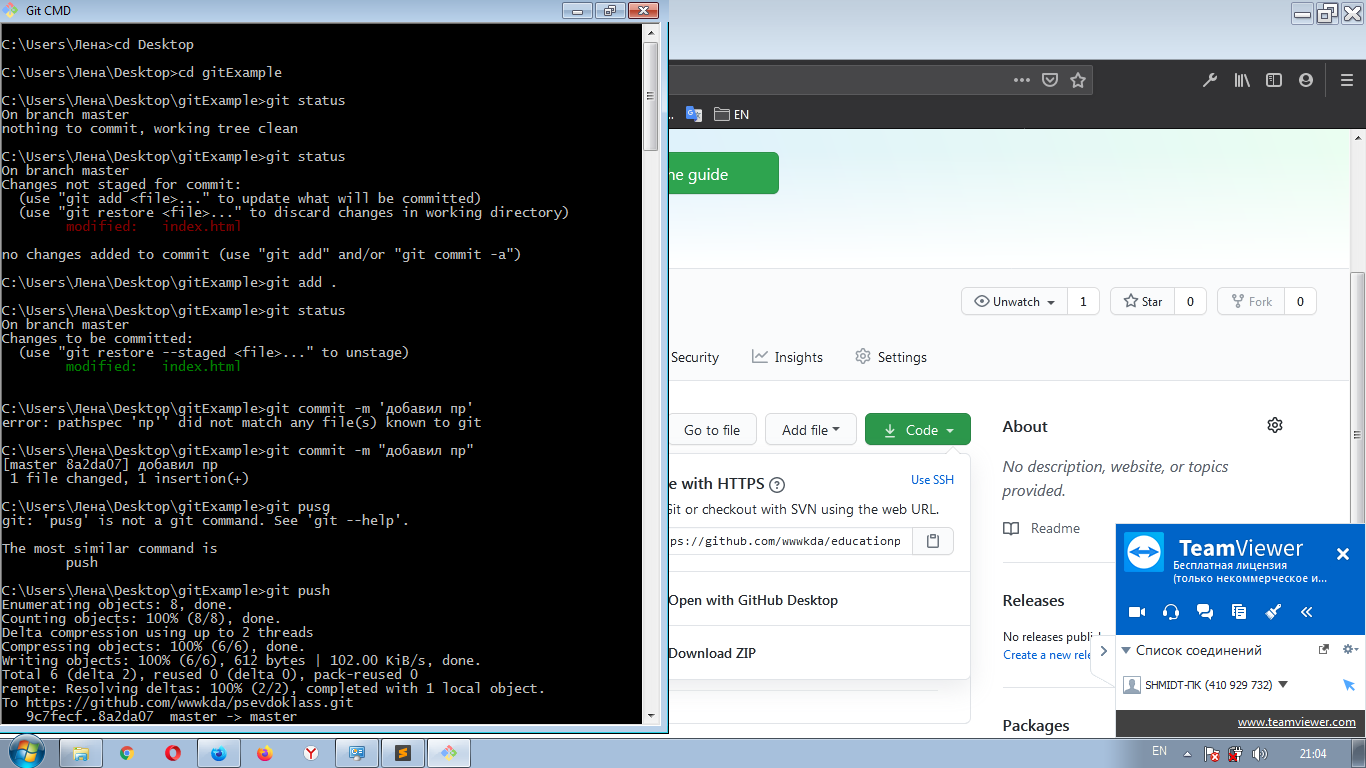 Git CMD
C:\Users\Лена>cd Desktop
C:\Users\Лена\Desktop>cd gitExample
C:\Users\Лена\Desktop\gitExample>git status
On branch master
nothing to commit, working tree clean
C:\Users\Лена\Desktop\gitExample>git status
On branch master
Changes not staged for commit:
(use "git add <file>..." to update what will be committed)
(use "git restore <file>..." to discard changes in working directory)
modified:   index.html
no changes added to commit (use "git add" and/or "git commit -a")
C:\Users\Лена\Desktop\gitExample>git add .
C:\Users\Лена\Desktop\gitExample>git status
On branch master
Changes to be committed:
(use "git restore --staged <file>..." to unstage)
modified:   index.html
C:\Users\Лена\Desktop\gitExample>git commit -m 'добавил пр'
error: pathspec 'пр'' did not match any file(s) known to git
C:\Users\Лена\Desktop\gitExample>git commit -m "добавил пр"
[master 8a2da07] добавил пр
1 file changed, 1 insertion(+)
C:\Users\Лена\Desktop\gitExample>git pusg
git: 'pusg' is not a git command. See 'git --help'.
The most similar command is
push
C:\Users\Лена\Desktop\gitExample>git push
Enumerating objects: 8, done.
Counting objects: 100% (8/8), done.
Delta compression using up to 2 threads
Compressing objects: 100% (6/6), done.
Writing objects: 100% (6/6), 612 bytes | 102.00 KiB/s, done.
Total 6 (delta 2), reused 0 (delta 0), pack-reused 0
remote: Resolving deltas: 100% (2/2), completed with 1 local object.
To https://github.com/wwwkda/psevdoklass.git
9c7fecf..8a2da07  master -> master
EN
ne guide
Unwatch 1 Star 0 Fork 0
Security Insights Settings
Go to file Add file Code
e with HTTPS
Use SSH
Git or checkout with SVN using the web URL.
ps://github.com/wwwkda/educationp
Open with GitHub Desktop
Download ZIP
About
No description, website, or topics
provided.
Readme
Releases
No releases publi
Create a new rele
Packages
TeamViewer
Бесплатная лицензия
(только некоммерческое и...
Список соединений
SHMIDT-ПК (410 929 732)
www.teamviewer.com
EN
21:04